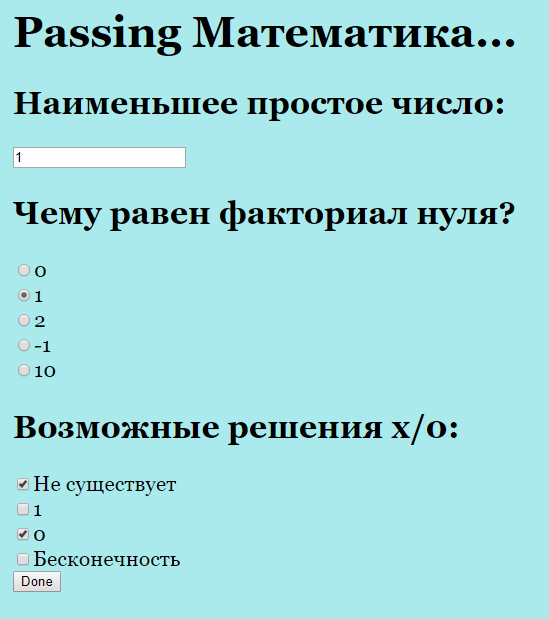 Passing Математика...
Наименьшее простое число:
1
Чему равен факториал нуля?
0
1
2
-1
10
Возможные решения x/0:
Не существует
1
0
Бесконечность
Done